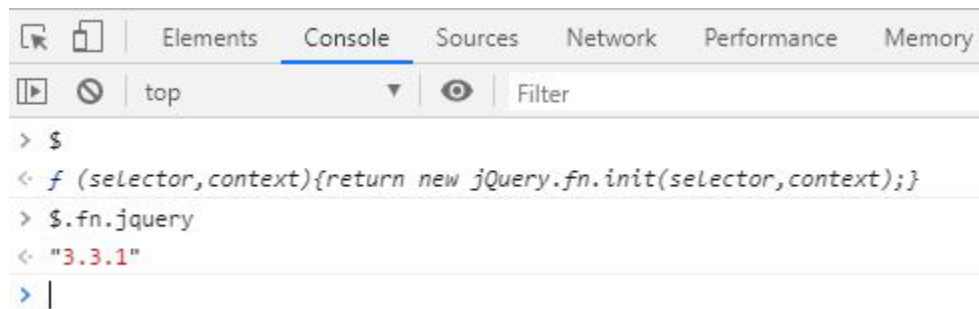 Elements Console Sources Network Performance Memory
top Filter
> $
ƒ (selector,context){return new jQuery.fn.init(selector,context);}
> $.fn.jquery
"3.3.1"
>